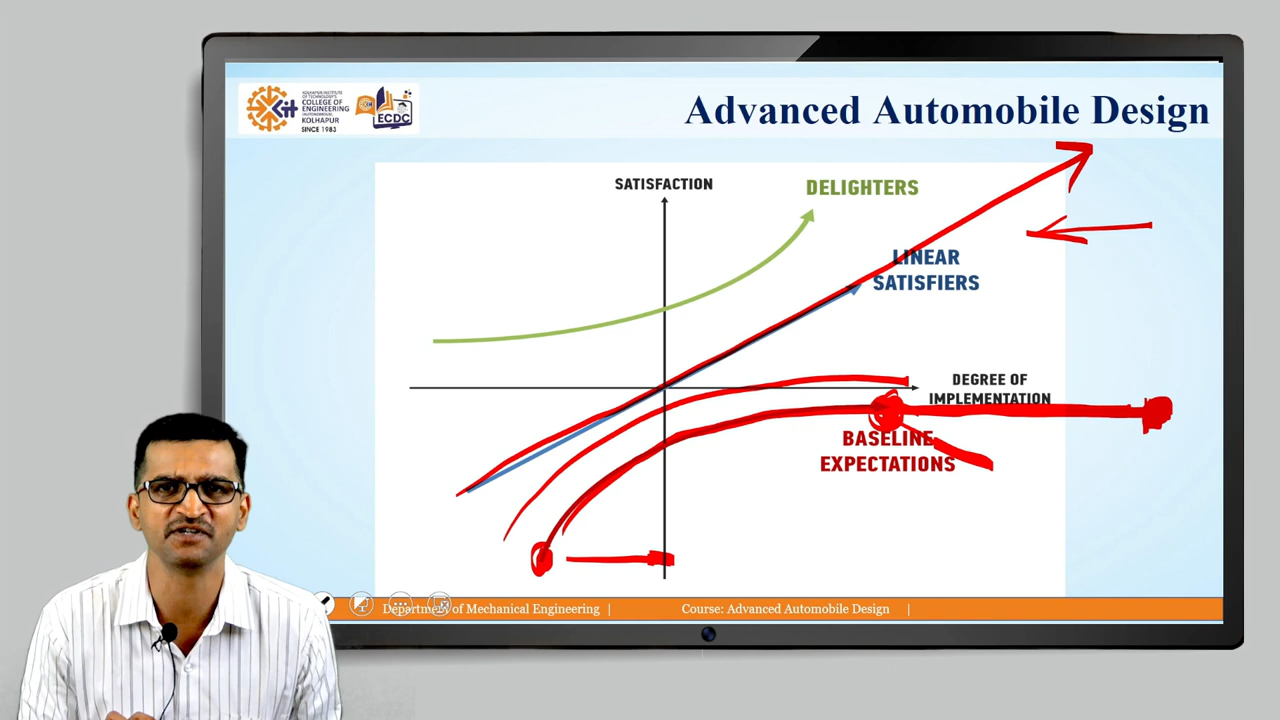 KOLHAPUR INSTITUTE
OF TECHNOLOGY'S
COLLEGE OF
ENGINEERING
(AUTONOMOUS),
KOLHAPUR
SINCE 1983
ECDC
Advanced Automobile Design
SATISFACTION
DELIGHTERS
LINEAR
SATISFIERS
DEGREE OF
IMPLEMENTATION
BASELINE
EXPECTATIONS
Department of Mechanical Engineering |
Course: Advanced Automobile Design |